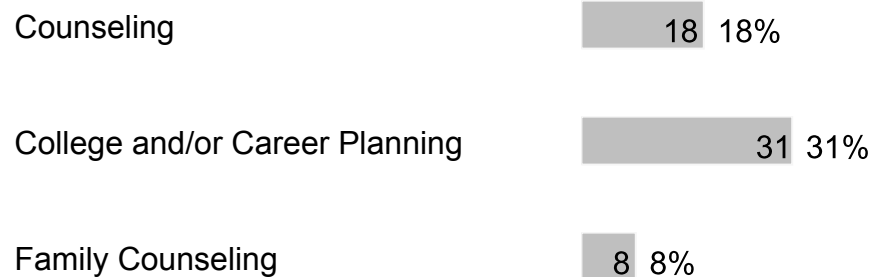 Counseling 18 18%
College and/or Career Planning 31 31%
Family Counseling 8 8%